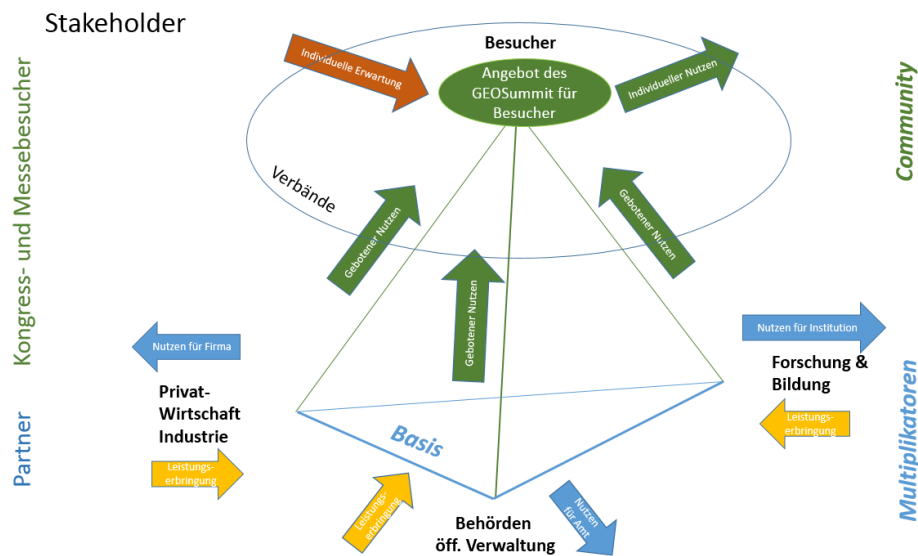 Stakeholder
Besucher
Individuelle Erwartung
Angebot des
GEOSummit für
Besucher
Individueller Nutzen
Kongress- und Messebesucher
Community
Verbände
Gebotener Nutzen
Gebotener Nutzen
Gebotener Nutzen
Nutzen für Firma
Nutzen für Institution
Privat-
Wirtschaft
Industrie
Forschung &
Bildung
Partner
Basis
Multiplikatoren
Leistungs-
erbringung
Leistungs-
erbringung
Leistungs-
erbringung
Nutzen
für Amt
Behörden
öff. Verwaltung